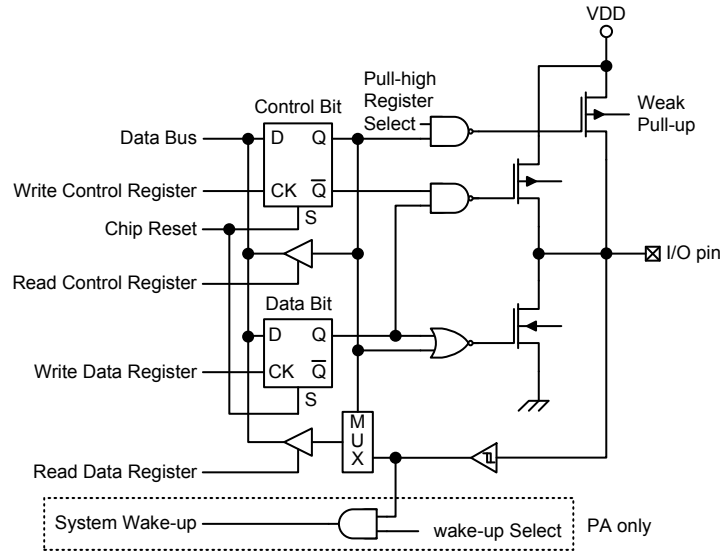 VDD
Control Bit
Pull-high
Register
Select
Weak
Pull-up
Data Bus
D
Q
Write Control Register
CK
Q
S
Chip Reset
I/O pin
Read Control Register
Data Bit
D
Q
Write Data Register
CK
Q
S
M
U
X
Read Data Register
System Wake-up
wake-up Select
PA only